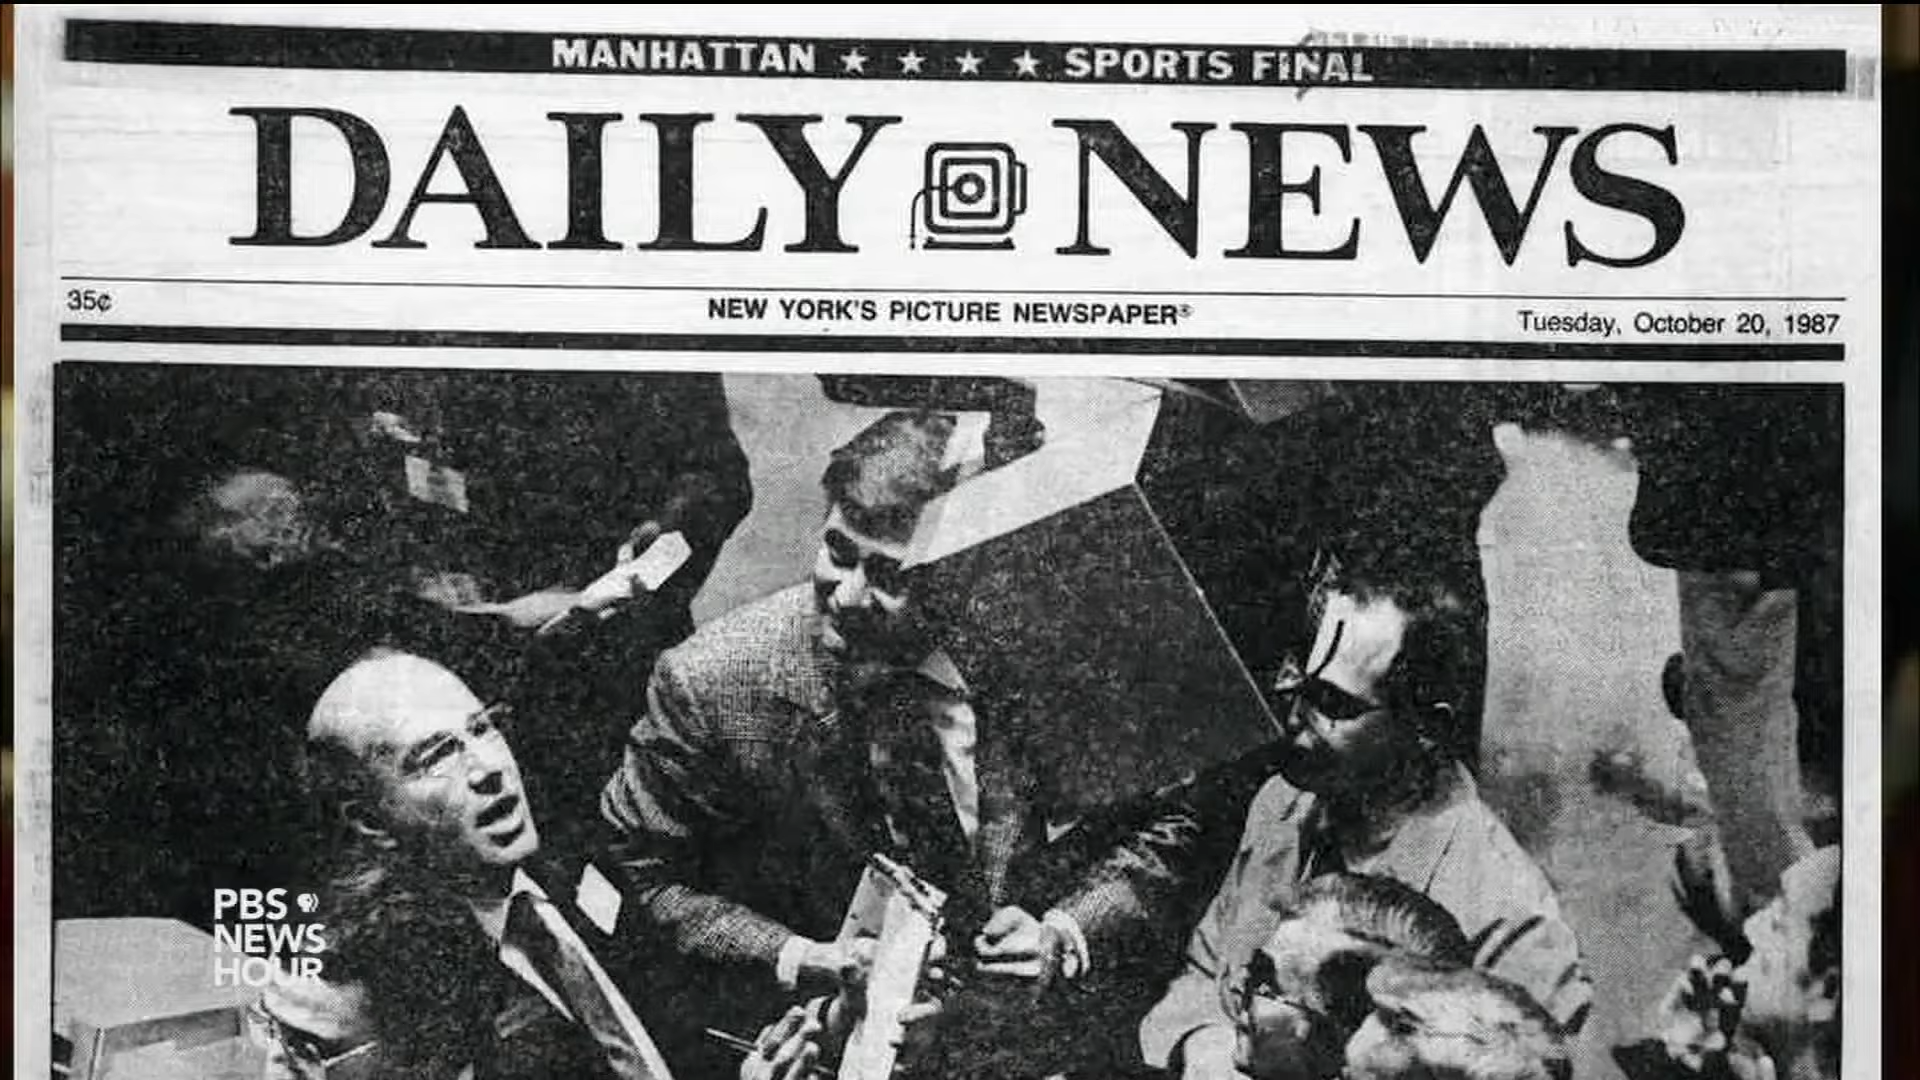 MANHATTAN ★ ★ ★ ★ SPORTS FINAL
DAILY NEWS
35¢
NEW YORK'S PICTURE NEWSPAPER®
Tuesday, October 20, 1987
PBS
NEWS
HOUR